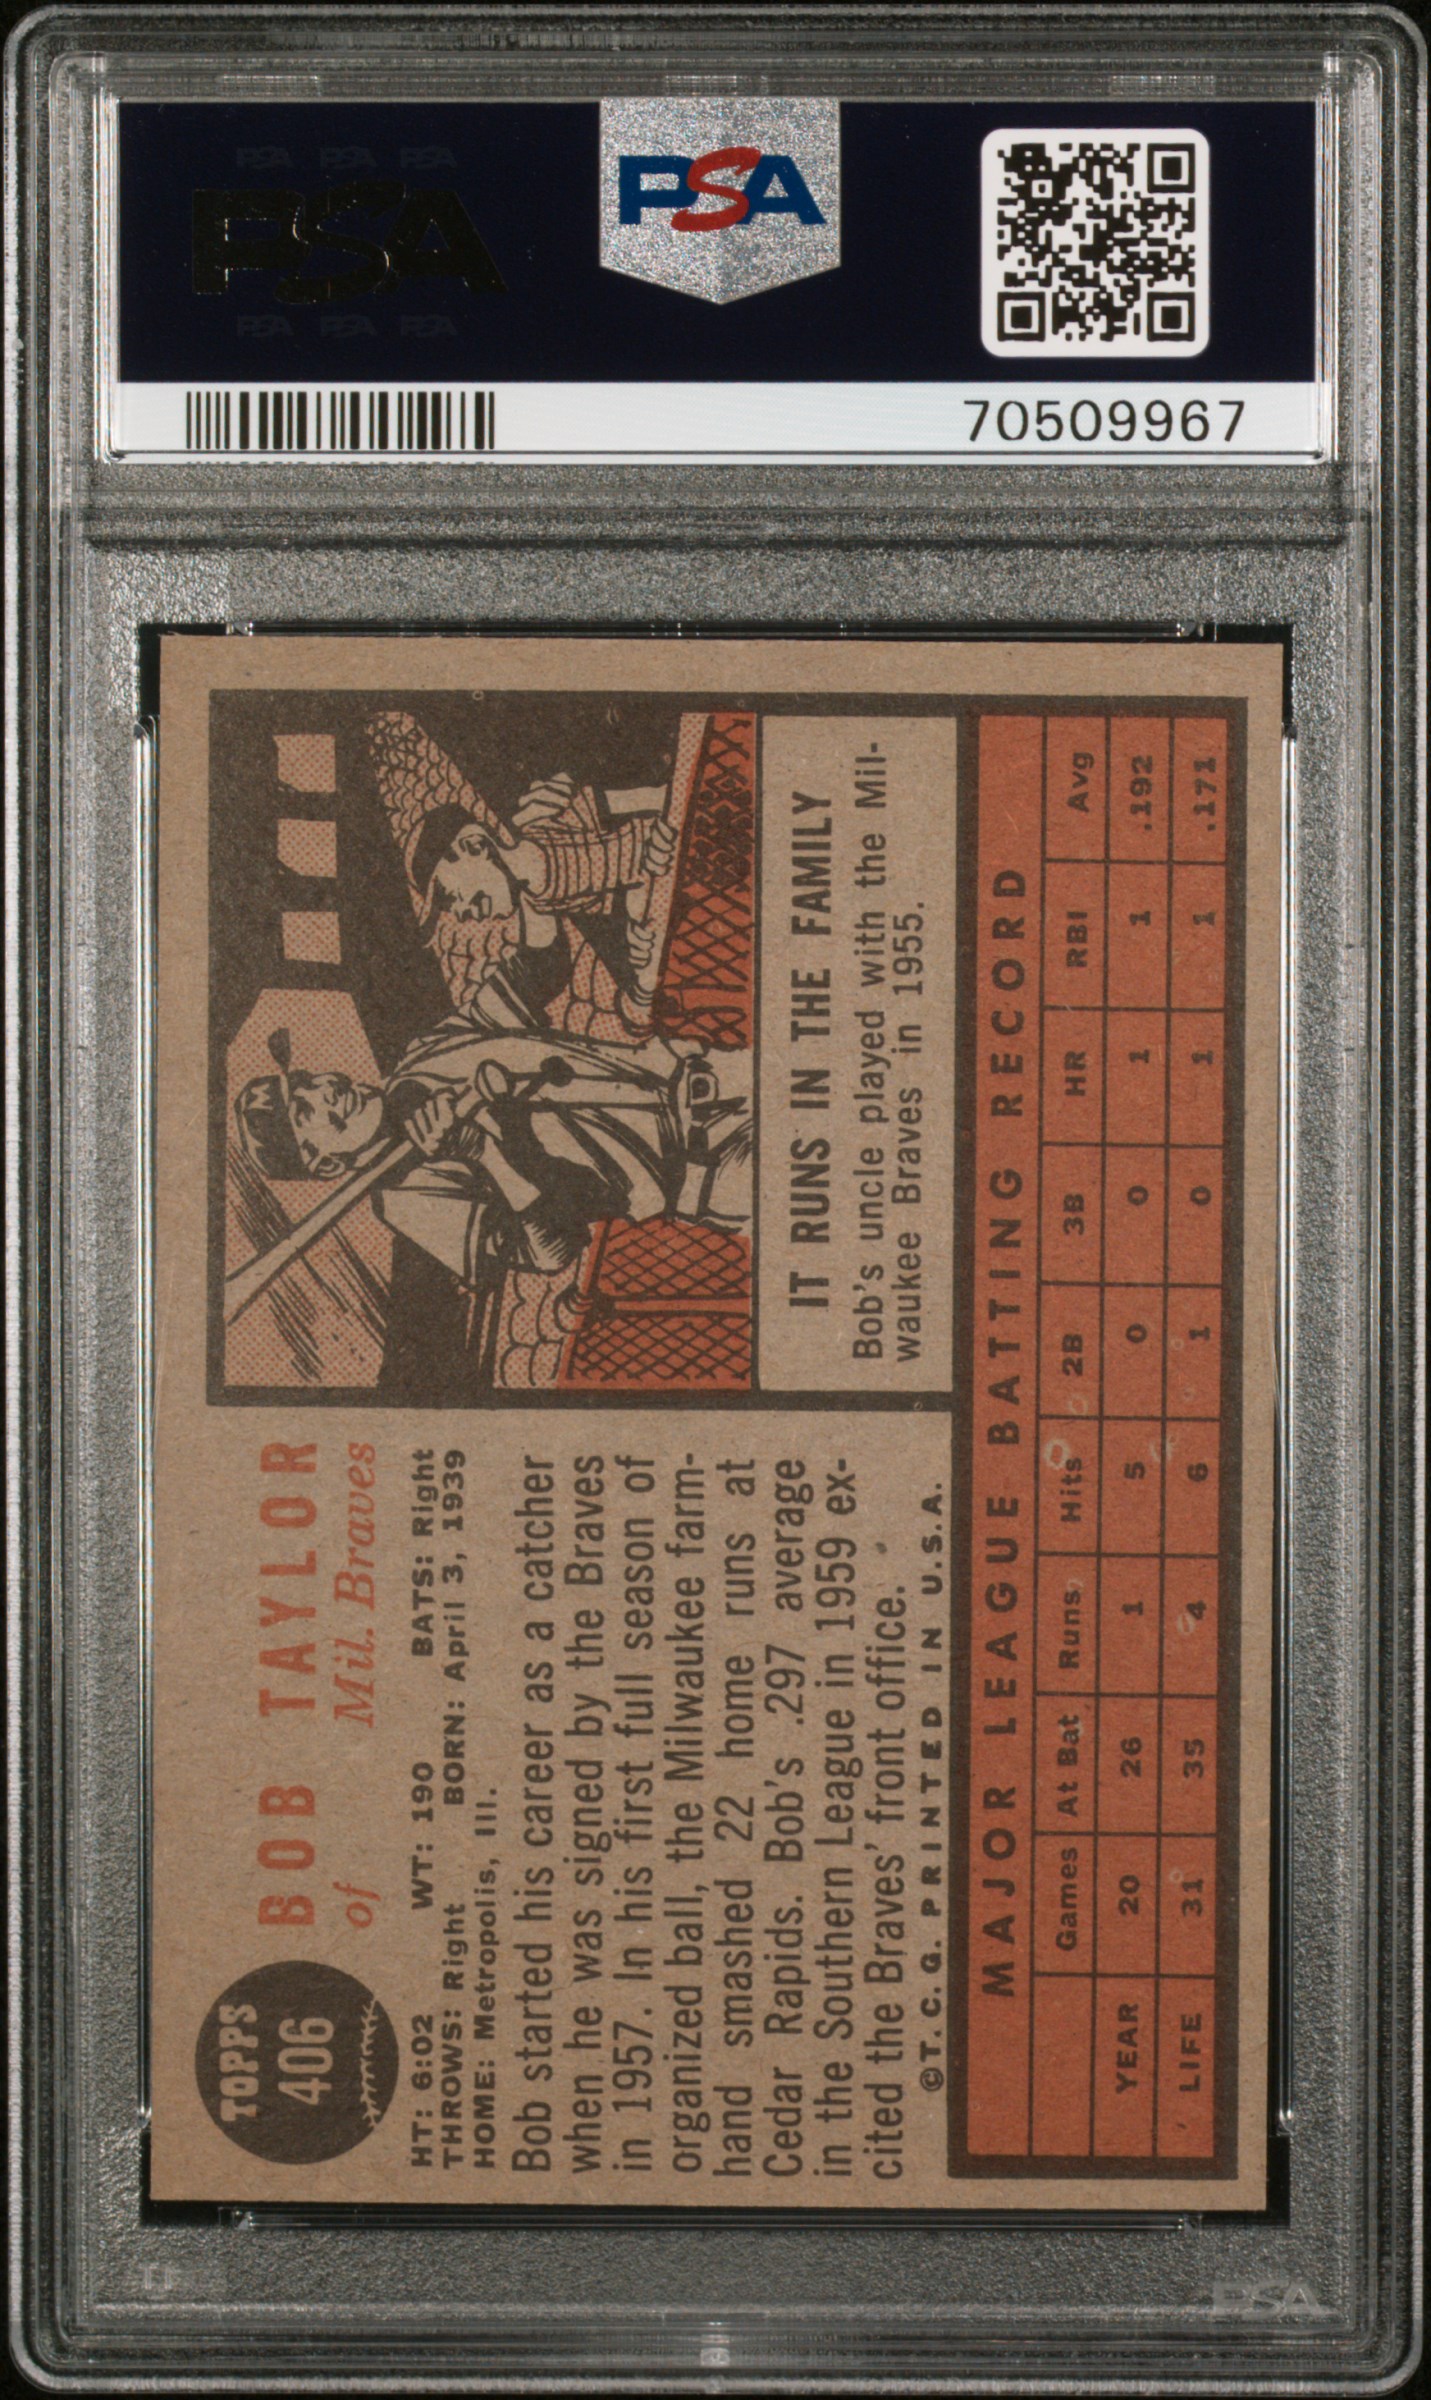 PSA PSA PSA
PSA
PSA PSA PSA
PSA
70509967
TOPPS
406
BOB TAYLOR
of Mil. Braves
HT: 6:02 WT: 190 BATS: Right
THROWS: Right BORN: April 3, 1939
HOME: Metropolis, Ill.
Bob started his career as a catcher
when he was signed by the Braves
in 1957. In his first full season of
organized ball, the Milwaukee farm-
hand smashed 22 home runs at
Cedar Rapids. Bob's .297 average
in the Southern League in 1959 ex-
cited the Braves' front office.
©T.C.G. PRINTED IN U.S.A.
M
IT RUNS IN THE FAMILY
Bob's uncle played with the Mil-
waukee Braves in 1955.
MAJOR LEAGUE BATTING RECORD
Games At Bat Runs Hits 2B 3B HR RBI Avg
YEAR 20 26 1 5 0 0 1 1 .192
LIFE 31 35 4 6 1 0 1 1 .171
PSA